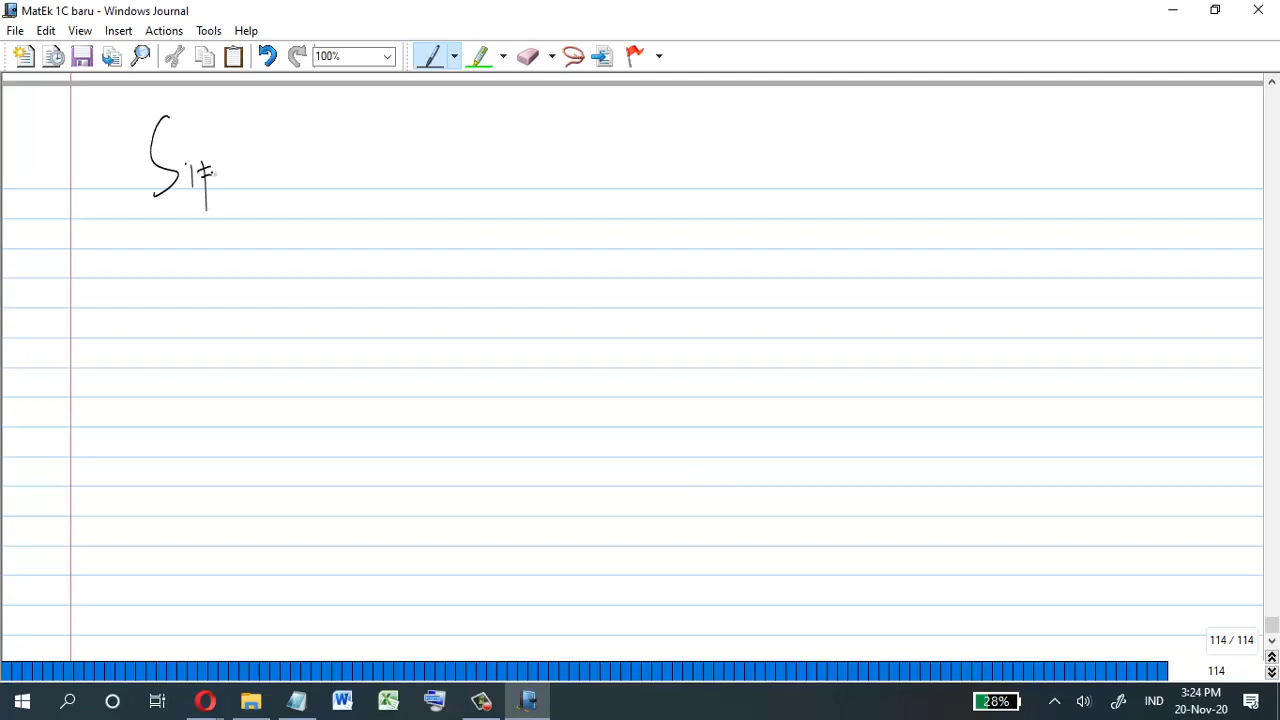 MatEk 1C baru - Windows Journal
File Edit View Insert Actions Tools Help
100%
Sif
114 / 114
114
28%
IND
3:24 PM
20-Nov-20